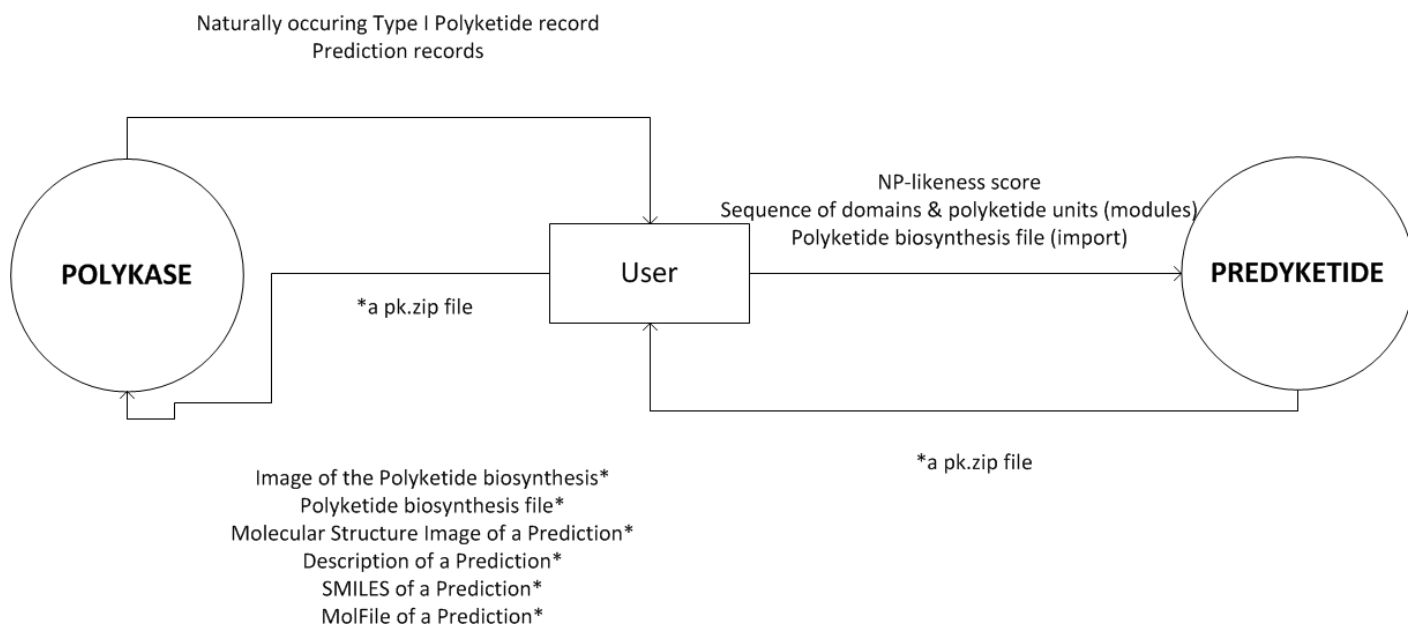 Naturally occuring Type I Polyketide record
Prediction records
NP-likeness score
Sequence of domains & polyketide units (modules)
Polyketide biosynthesis file (import)
POLYKASE
User
PREDYKETIDE
*a pk.zip file
*a pk.zip file
Image of the Polyketide biosynthesis*
Polyketide biosynthesis file*
Molecular Structure Image of a Prediction*
Description of a Prediction*
SMILES of a Prediction*
MolFile of a Prediction*